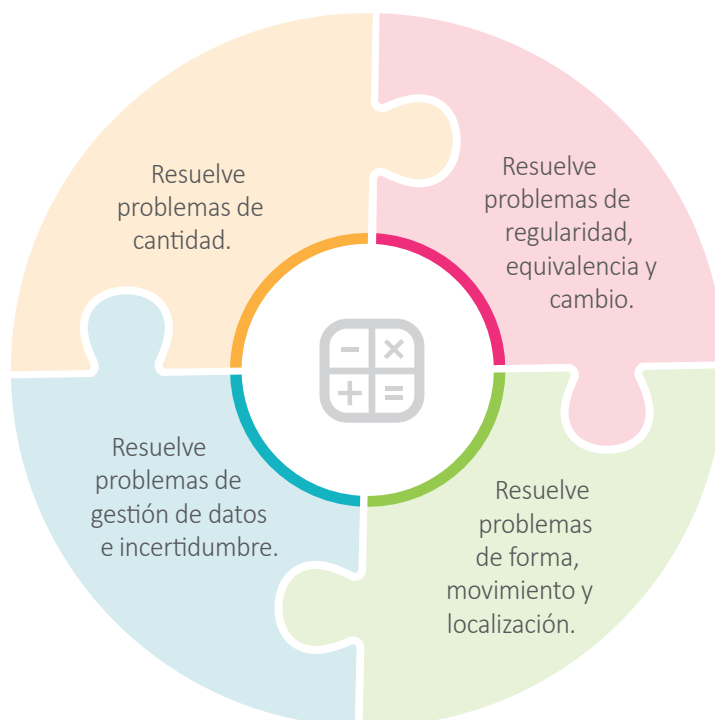 Resuelve
problemas de
cantidad.
Resuelve
problemas de
regularidad,
equivalencia y
cambio.
Resuelve
problemas de
gestión de datos
e incertidumbre.
Resuelve
problemas
de forma,
movimiento y
localización.